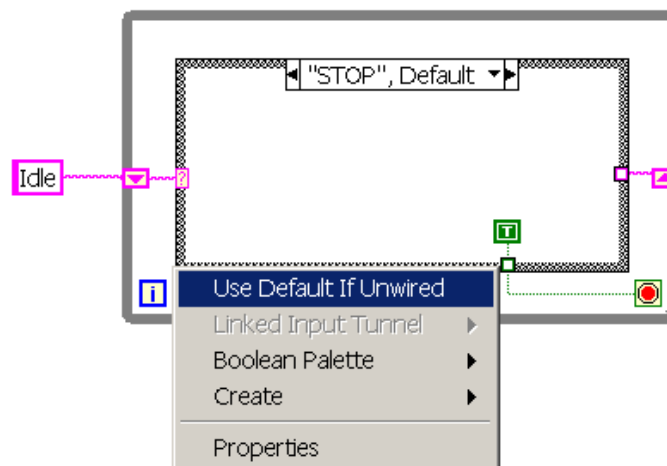 "STOP", Default
Idle
?
T
i
Use Default If Unwired
Linked Input Tunnel
Boolean Palette
Create
Properties